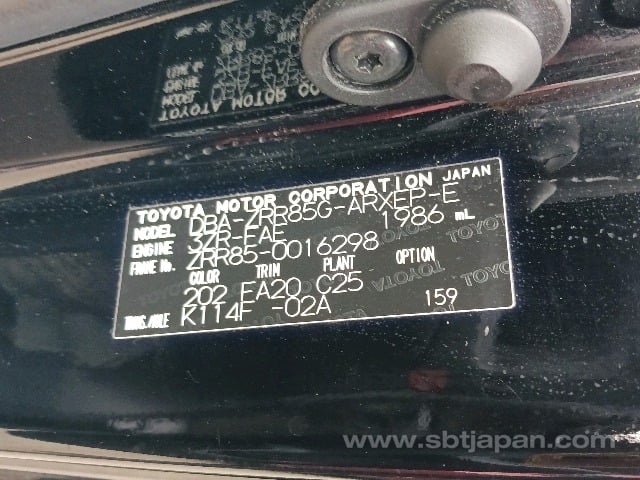 TOYOTA MOTOR CORPORATION JAPAN
MODEL DBA-ZRR85G-ARXEP-E
ENGINE 3ZR-FAE 1986 mL
FRAME No. ZRR85-0016298
COLOR TRIM PLANT OPTION
202 FA20 C25
TRANS./AXLE K114F -02A 159
www.sbtjapan.com